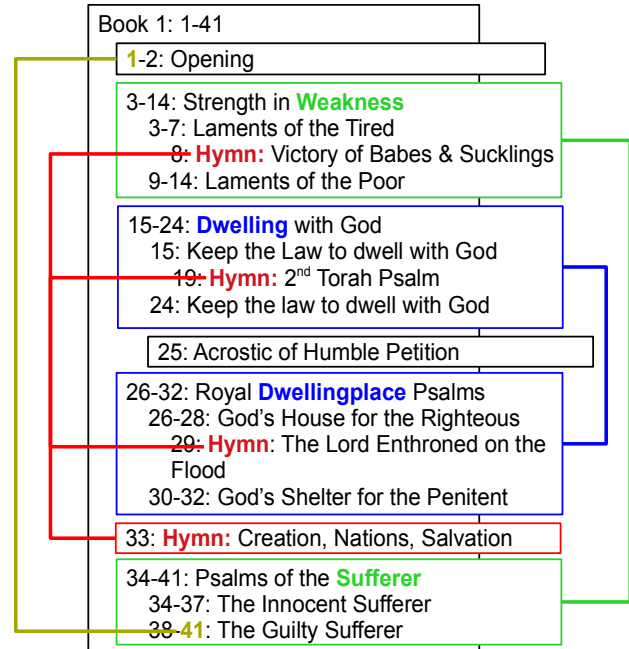 Book 1: 1-41
1-2: Opening
3-14: Strength in Weakness
3-7: Laments of the Tired
8: Hymn: Victory of Babes & Sucklings
9-14: Laments of the Poor
15-24: Dwelling with God
15: Keep the Law to dwell with God
19: Hymn: 2nd Torah Psalm
24: Keep the law to dwell with God
25: Acrostic of Humble Petition
26-32: Royal Dwellingplace Psalms
26-28: God’s House for the Righteous
29: Hymn: The Lord Enthroned on the
Flood
30-32: God’s Shelter for the Penitent
33: Hymn: Creation, Nations, Salvation
34-41: Psalms of the Sufferer
34-37: The Innocent Sufferer
38-41: The Guilty Sufferer